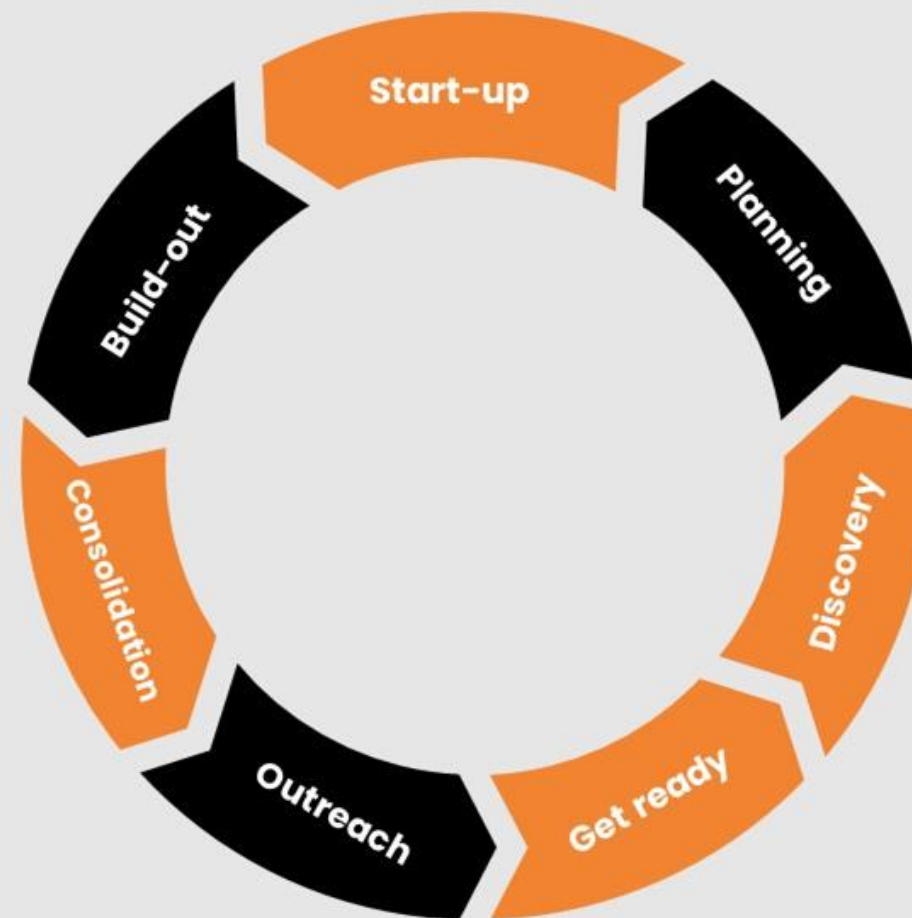 Start-up
Planning
Discovery
Get ready
Outreach
Consolidation
Build-out